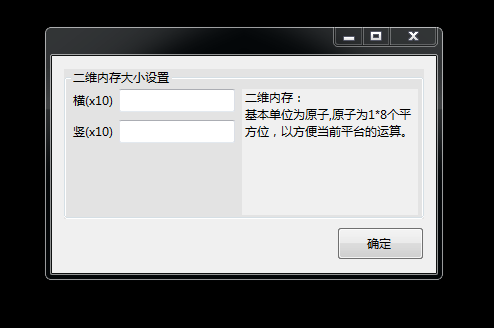 二维内存大小设置
横(x10)
竖(x10)
二维内存：
基本单位为原子,原子为1*8个平
方位，以方便当前平台的运算。
确定